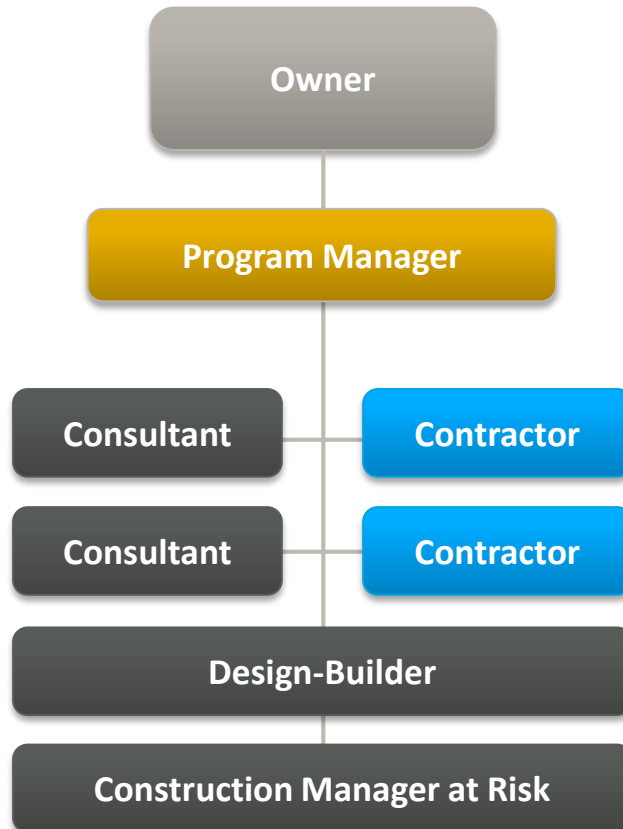 Owner
Program Manager
Consultant
Contractor
Consultant
Contractor
Design-Builder
Construction Manager at Risk